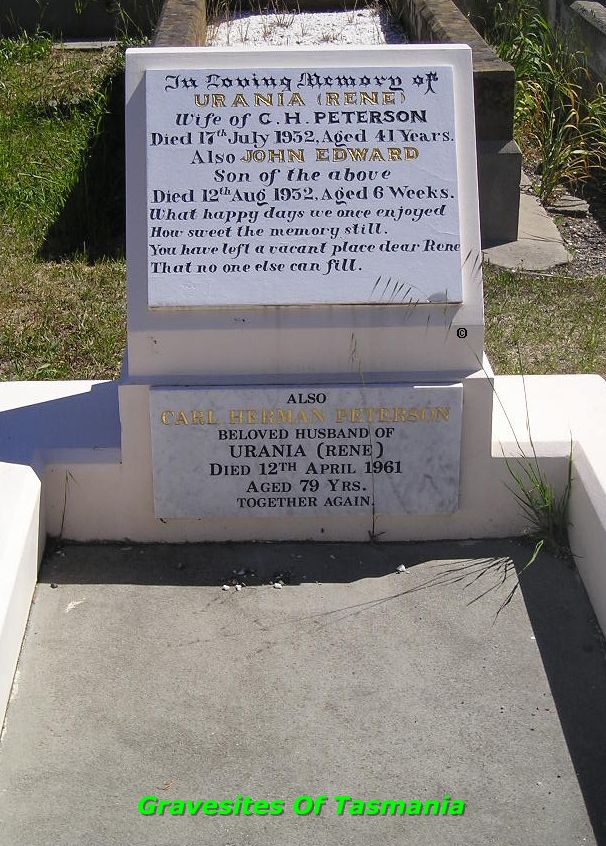 In Loving Memory of
URANIA (RENE)
Wife of C. H. PETERSON
Died 17th July 1932, Aged 41 Years.
Also JOHN EDWARD
Son of the above
Died 12th Aug 1932, Aged 6 Weeks.
What happy days we once enjoyed
How sweet the memory still.
You have left a vacant place dear Rene
That no one else can fill.
ALSO
CARL HERMAN PETERSON
BELOVED HUSBAND OF
URANIA (RENE)
DIED 12TH APRIL 1961
AGED 79 YRS.
TOGETHER AGAIN.
Gravesites Of Tasmania